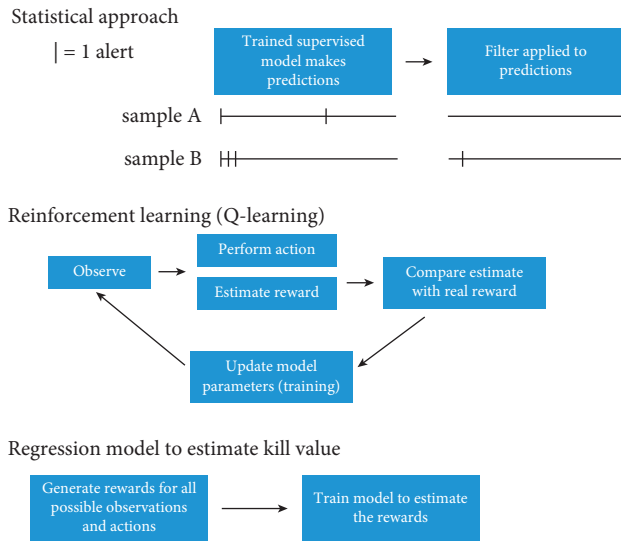 Statistical approach
| = 1 alert
Trained supervised
model makes
predictions
Filter applied to
predictions
sample A
sample B
Reinforcement learning (Q-learning)
Observe
Perform action
Estimate reward
Compare estimate
with real reward
Update model
parameters (training)
Regression model to estimate kill value
Generate rewards for all
possible observations
and actions
Train model to estimate
the rewards